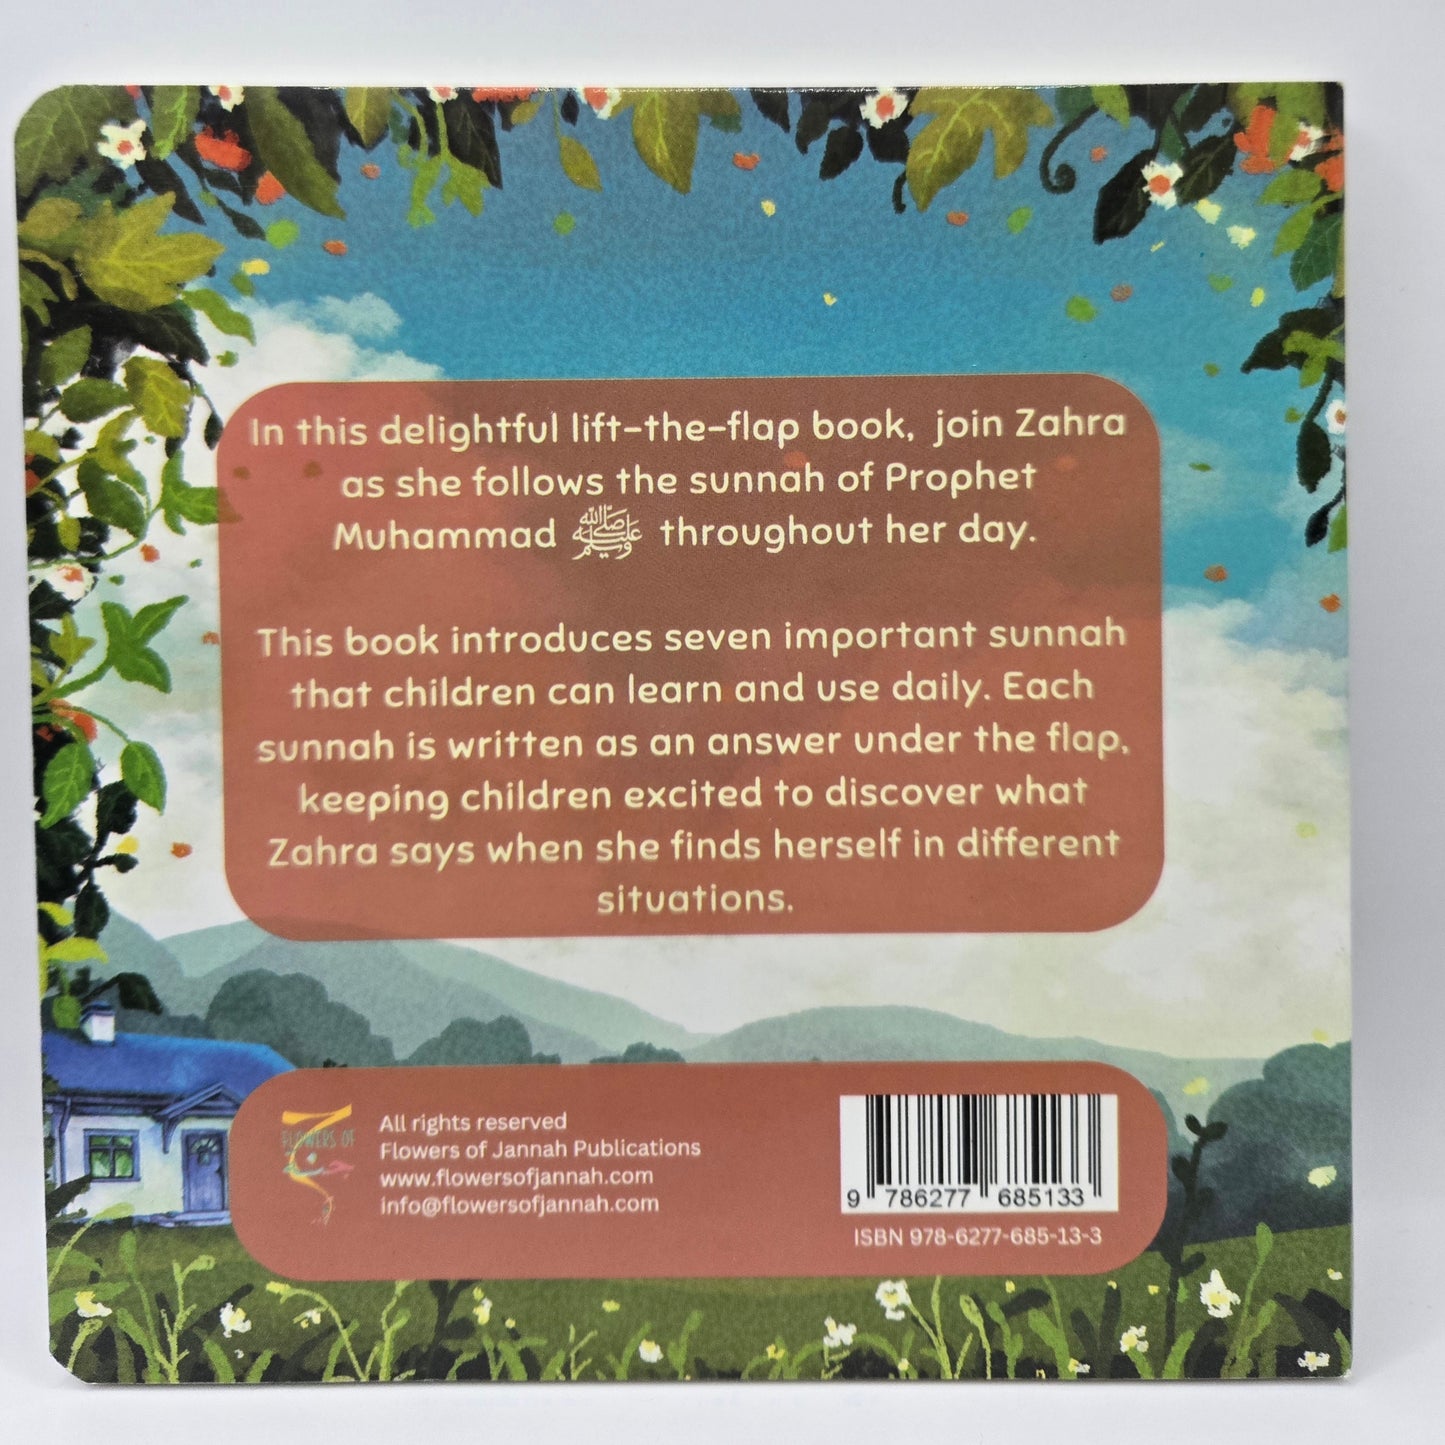 In this delightful lift-the-flap book, join Zahra
as she follows the sunnah of Prophet
Muhammad ﷺ throughout her day.
This book introduces seven important sunnah
that children can learn and use daily. Each
sunnah is written as an answer under the flap,
keeping children excited to discover what
Zahra says when she finds herself in different
situations.
FLOWERS OF
All rights reserved
Flowers of Jannah Publications
www.flowersofjannah.com
info@flowersofjannah.com
9 786277 685133
ISBN 978-6277-685-13-3